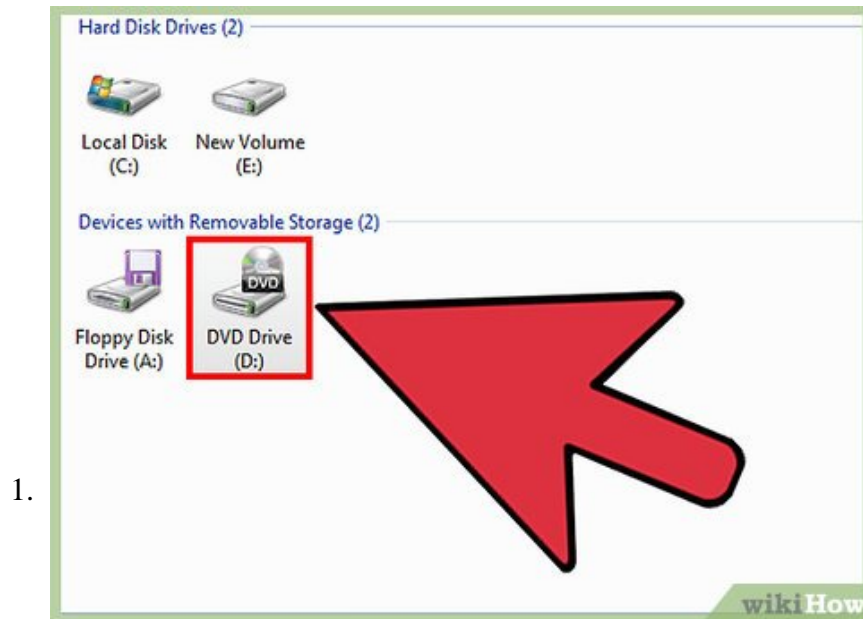 Hard Disk Drives (2)
Local Disk
(C:)
New Volume
(E:)
Devices with Removable Storage (2)
DVD
Floppy Disk
Drive (A:)
DVD Drive
(D:)
1.
wikiHow